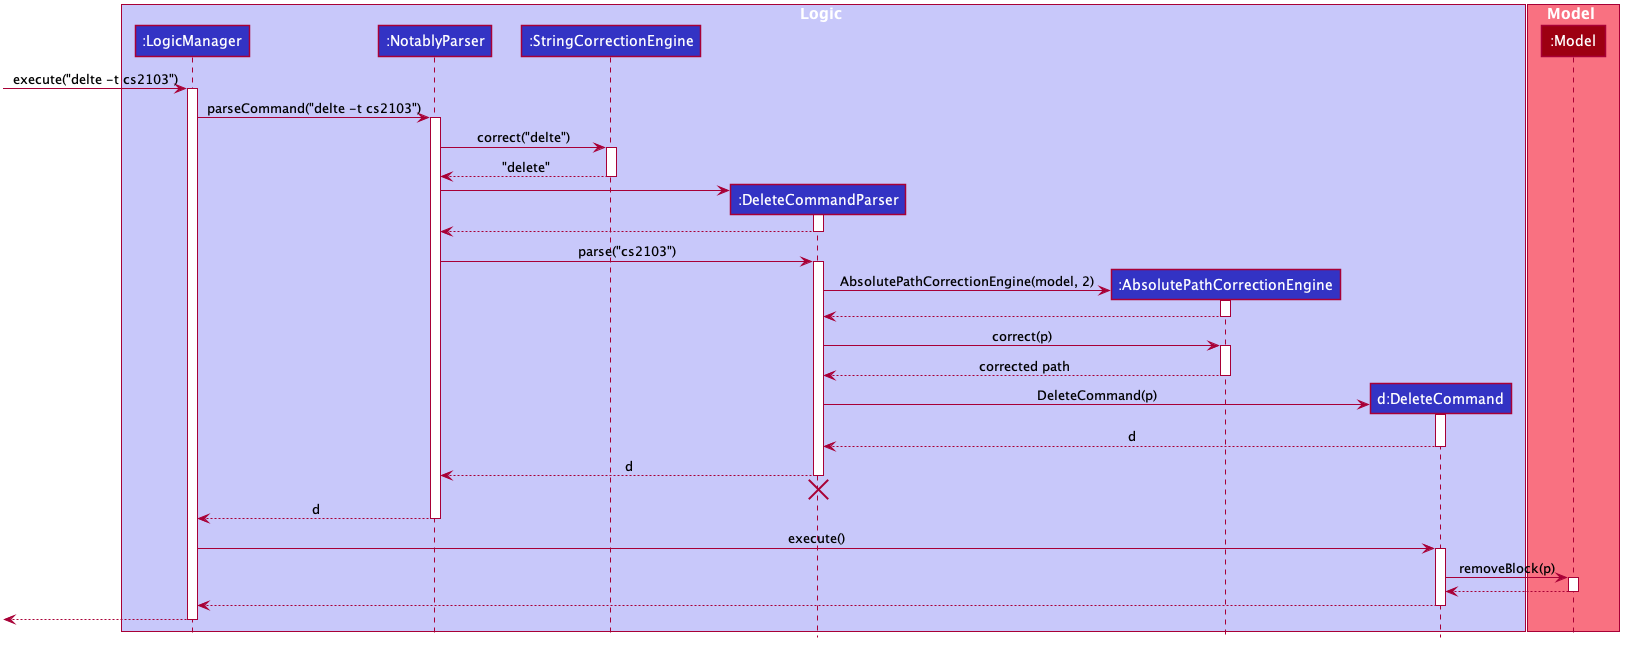 Logic
Model
:LogicManager
:NotablyParser
:StringCorrectionEngine
:Model
execute("delte -t cs2103")
parseCommand("delte -t cs2103")
correct("delte")
"delete"
:DeleteCommandParser
parse("cs2103")
AbsolutePathCorrectionEngine(model, 2)
:AbsolutePathCorrectionEngine
correct(p)
corrected path
DeleteCommand(p)
d:DeleteCommand
d
d
d
execute()
removeBlock(p)